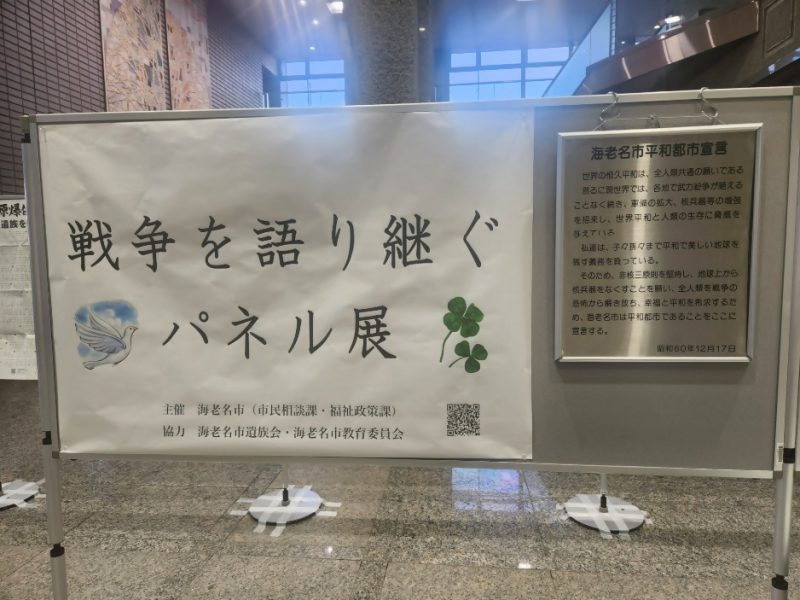 戦争を語り継ぐ
パネル展
主催 海老名市（市民相談課・福祉政策課）
協力 海老名市遺族会・海老名市教育委員会
海老名市平和都市宣言
世界の恒久平和は、全人類共通の願いである
然るに現世界では、各地で武力紛争が絶える
ことなく続き、軍備の拡大、核兵器等の増強
を招来し、世界平和と人類の生存に脅威を
与えている
私達は、子々孫々まで平和で美しい地球を
残す義務を負っている。
そのため、非核三原則を堅持し、地球上から
核兵器をなくすことを願い、全人類を戦争の
恐怖から解き放ち、幸福と平和を希求するた
め、海老名市は平和都市であることをここに
宣言する。
昭和60年12月17日
原爆
遺族を